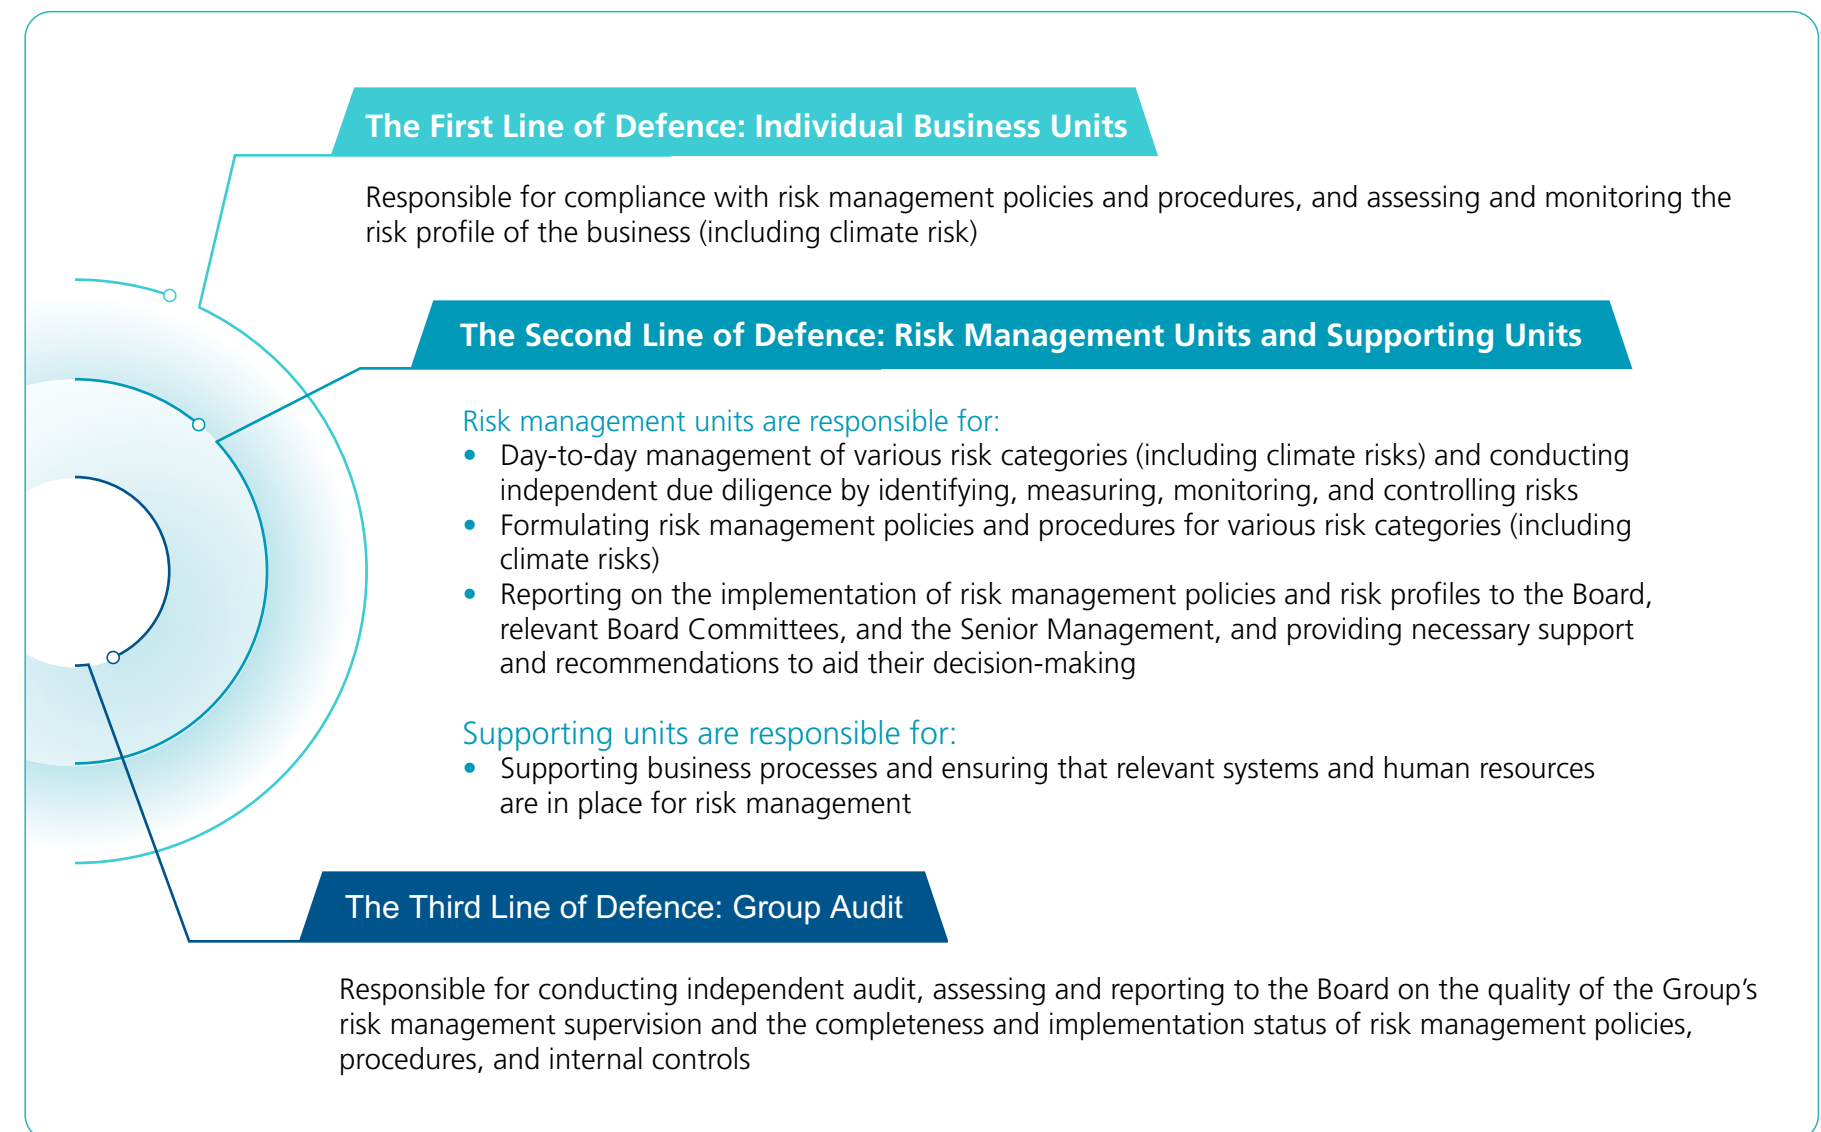 The First Line of Defence: Individual Business Units
Responsible for compliance with risk management policies and procedures, and assessing and monitoring the
risk profile of the business (including climate risk)
The Second Line of Defence: Risk Management Units and Supporting Units
Risk management units are responsible for:
• Day-to-day management of various risk categories (including climate risks) and conducting
independent due diligence by identifying, measuring, monitoring, and controlling risks
• Formulating risk management policies and procedures for various risk categories (including
climate risks)
• Reporting on the implementation of risk management policies and risk profiles to the Board,
relevant Board Committees, and the Senior Management, and providing necessary support
and recommendations to aid their decision-making
Supporting units are responsible for:
• Supporting business processes and ensuring that relevant systems and human resources
are in place for risk management
The Third Line of Defence: Group Audit
Responsible for conducting independent audit, assessing and reporting to the Board on the quality of the Group’s
risk management supervision and the completeness and implementation status of risk management policies,
procedures, and internal controls